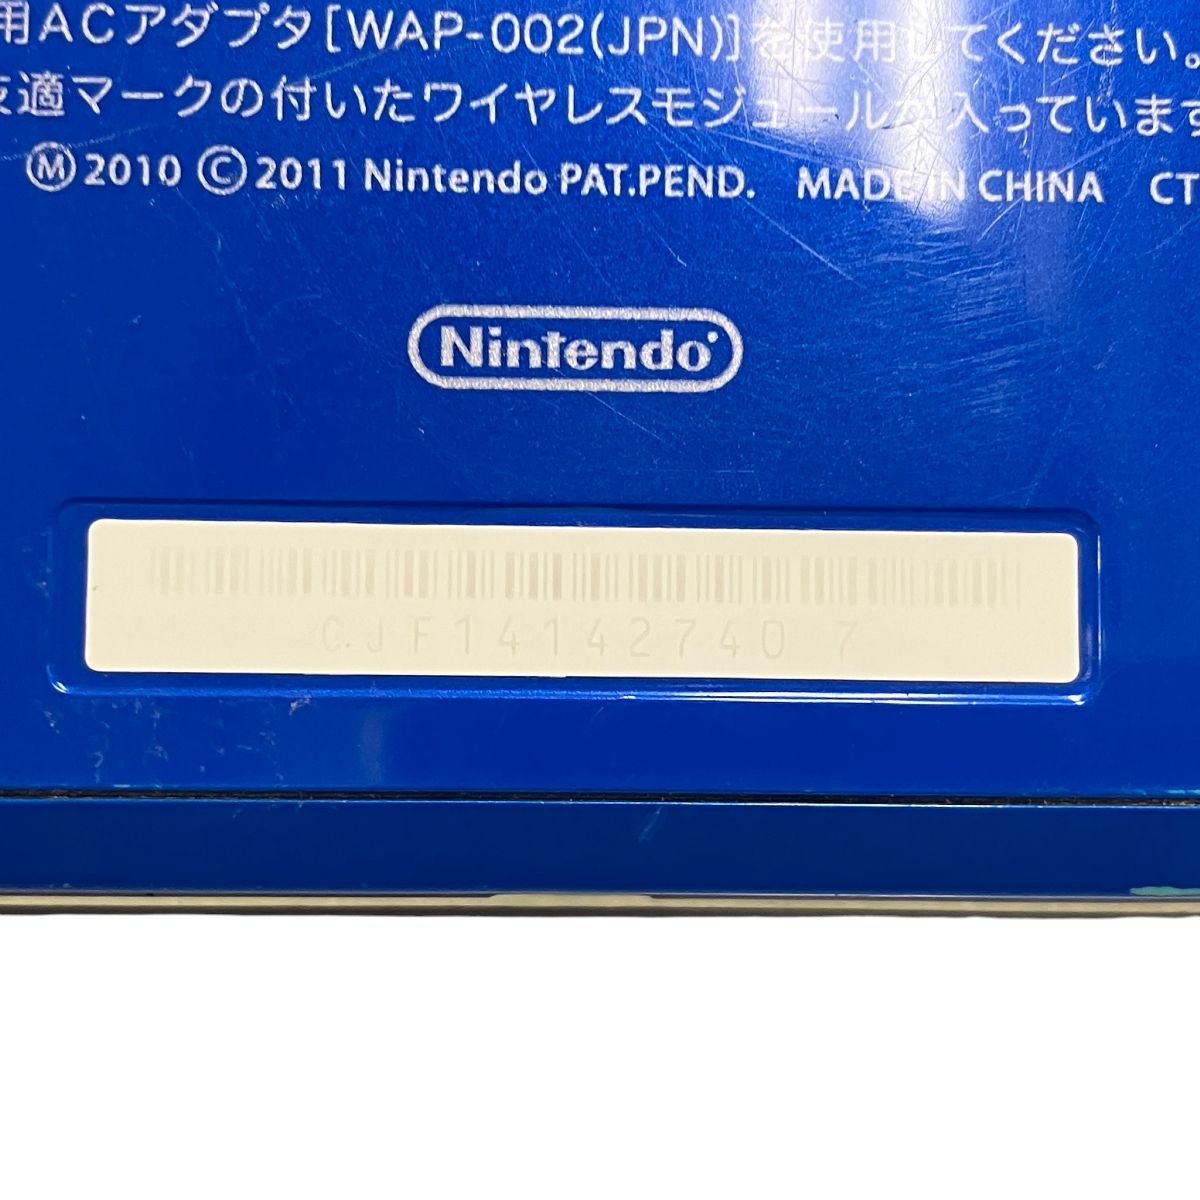 用ACアダプタ[WAP-002(JPN)]を使用してください。
技適マークの付いたワイヤレスモジュールが入っています
Ⓜ2010 ©2011 Nintendo PAT.PEND. MADE IN CHINA CT
Nintendo
CJF14142740 7